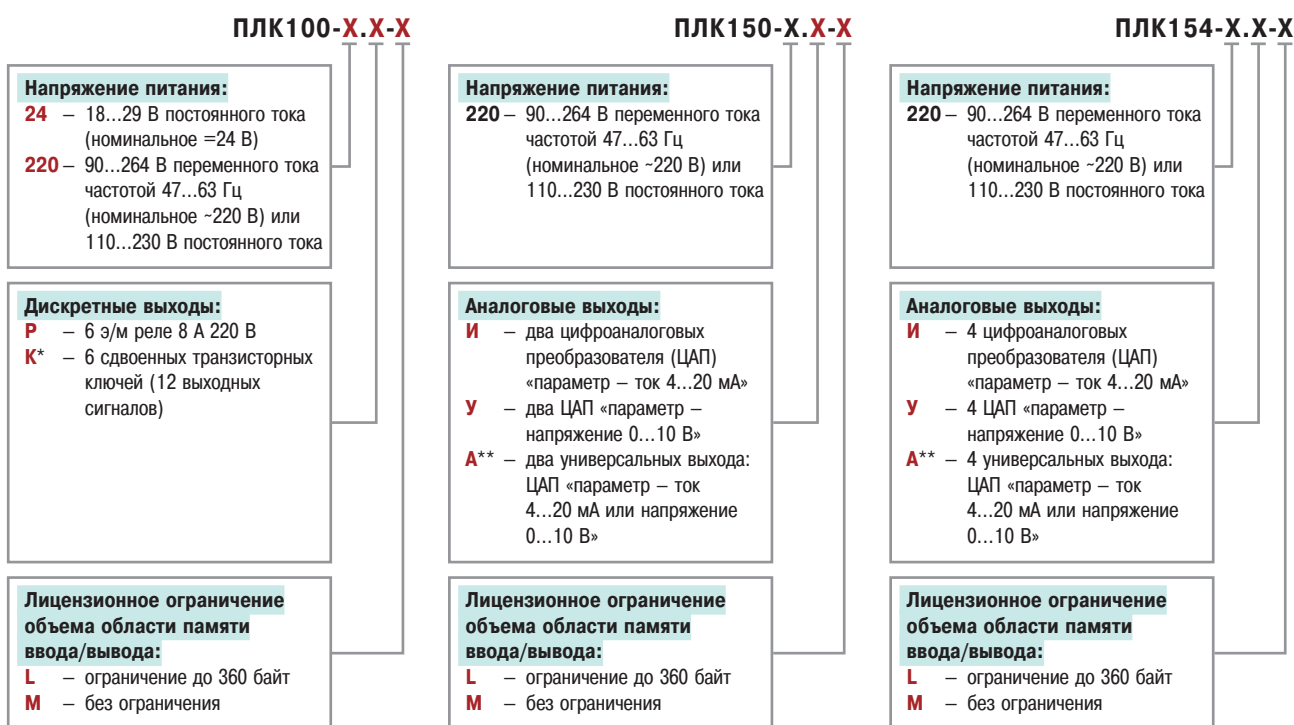 ПЛК100-Х.Х-Х
Напряжение питания:
24 – 18...29 В постоянного тока
(номинальное =24 В)
220 – 90...264 В переменного тока
частотой 47...63 Гц
(номинальное ~220 В) или
110...230 В постоянного тока
Дискретные выходы:
Р – 6 э/м реле 8 А 220 В
К* – 6 сдвоенных транзисторных
ключей (12 выходных
сигналов)
Лицензионное ограничение
объема области памяти
ввода/вывода:
L – ограничение до 360 байт
M – без ограничения
ПЛК150-Х.Х-Х
Напряжение питания:
220 – 90...264 В переменного тока
частотой 47...63 Гц
(номинальное ~220 В) или
110...230 В постоянного тока
Аналоговые выходы:
И – два цифроаналоговых
преобразователя (ЦАП)
«параметр – ток 4...20 мА»
У – два ЦАП «параметр –
напряжение 0...10 В»
А** – два универсальных выхода:
ЦАП «параметр – ток
4...20 мА или напряжение
0...10 В»
Лицензионное ограничение
объема области памяти
ввода/вывода:
L – ограничение до 360 байт
M – без ограничения
ПЛК154-Х.Х-Х
Напряжение питания:
220 – 90...264 В переменного тока
частотой 47...63 Гц
(номинальное ~220 В) или
110...230 В постоянного тока
Аналоговые выходы:
И – 4 цифроаналоговых
преобразователя (ЦАП)
«параметр – ток 4...20 мА»
У – 4 ЦАП «параметр –
напряжение 0...10 В»
А** – 4 универсальных выхода:
ЦАП «параметр – ток
4...20 мА или напряжение
0...10 В»
Лицензионное ограничение
объема области памяти
ввода/вывода:
L – ограничение до 360 байт
M – без ограничения